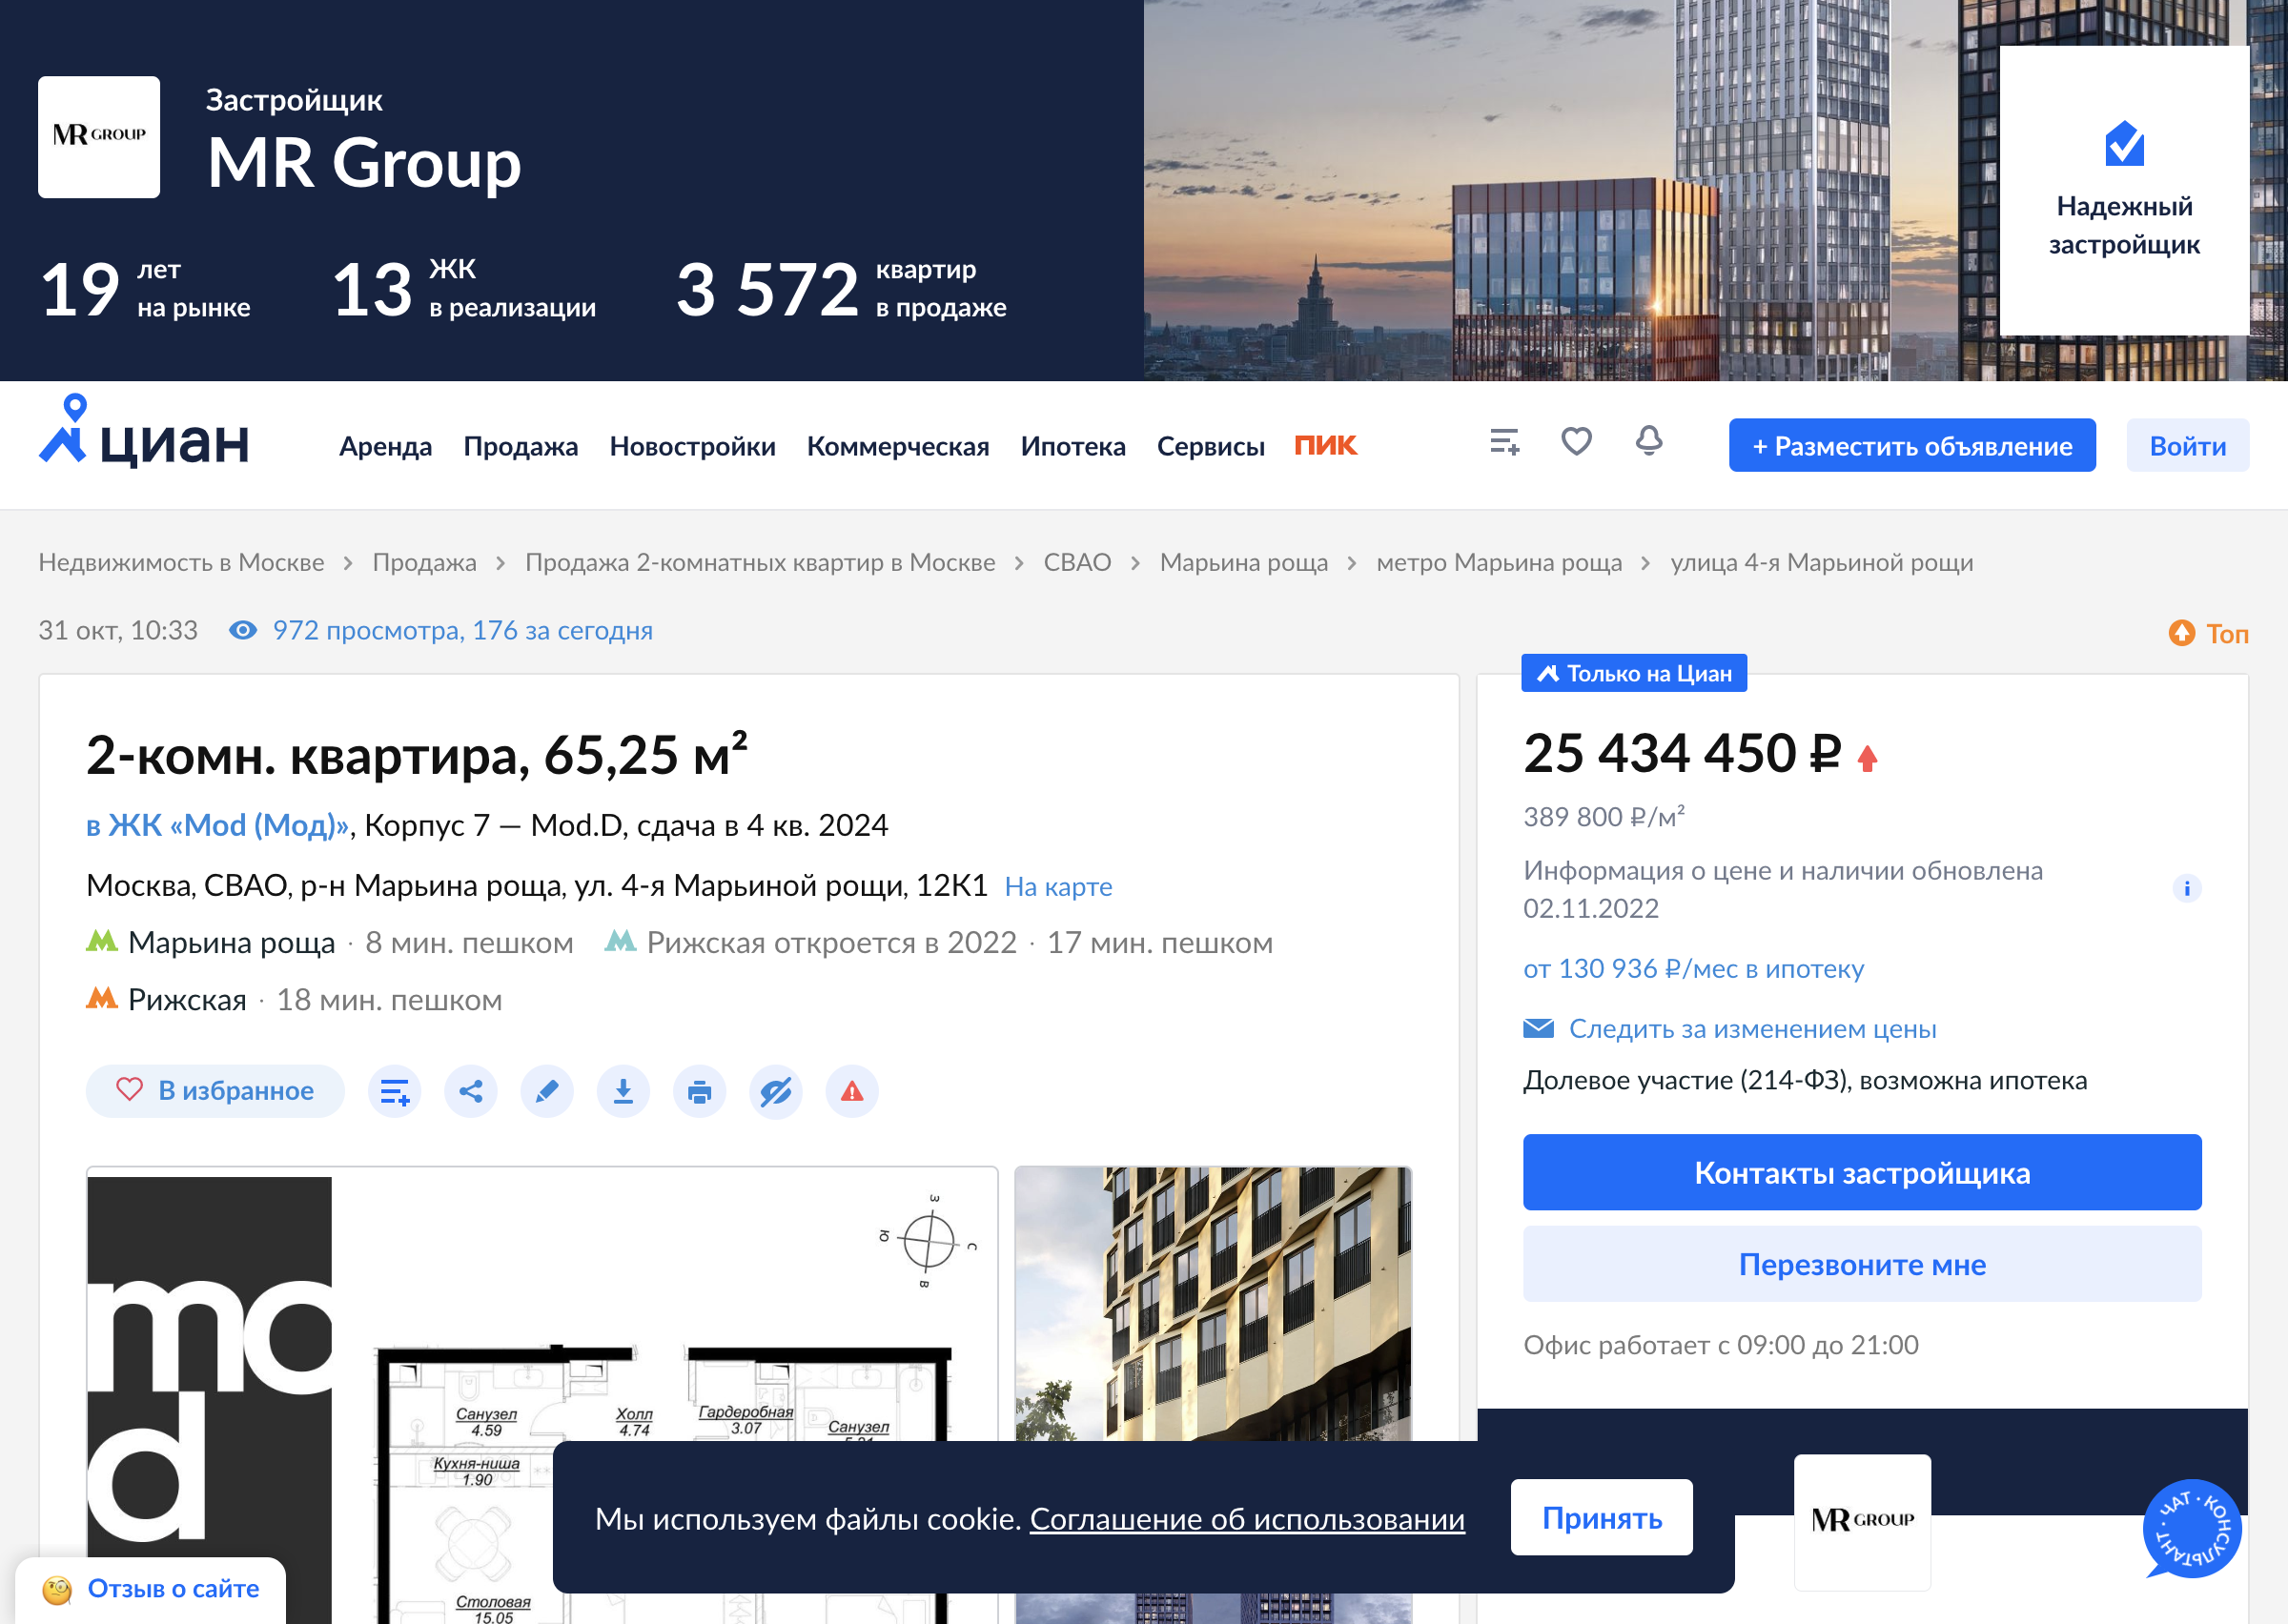 MR GROUP
Застройщик
MR Group
19 лет на рынке
13 ЖК в реализации
3 572 квартир в продаже
Надежный
застройщик
циан
Аренда Продажа Новостройки Коммерческая Ипотека Сервисы ПИК
+ Разместить объявление
Войти
Недвижимость в Москве > Продажа > Продажа 2-комнатных квартир в Москве > СВАО > Марьина роща > метро Марьина роща > улица 4-я Марьиной рощи
31 окт, 10:33 972 просмотра, 176 за сегодня
Топ
2-комн. квартира, 65,25 м²
в ЖК «Mod (Мод)», Корпус 7 — Mod.D, сдача в 4 кв. 2024
Москва, СВАО, р-н Марьина роща, ул. 4-я Марьиной рощи, 12К1 На карте
Марьина роща · 8 мин. пешком Рижская откроется в 2022 · 17 мин. пешком
Рижская · 18 мин. пешком
В избранное
mo
d
З
Ю
С
В
Санузел
4.59
Холл
4.74
Гардеробная
3.07
Санузел
Кухня-ниша
1.90
Столовая
15.05
Только на Циан
25 434 450 ₽
389 800 ₽/м²
Информация о цене и наличии обновлена
02.11.2022
i
от 130 936 ₽/мес в ипотеку
Следить за изменением цены
Долевое участие (214-ФЗ), возможна ипотека
Контакты застройщика
Перезвоните мне
Офис работает с 09:00 до 21:00
MR GROUP
Мы используем файлы cookie. Соглашение об использовании
Принять
Отзыв о сайте
ЧАТ · КОНСУЛЬТАНТ ·